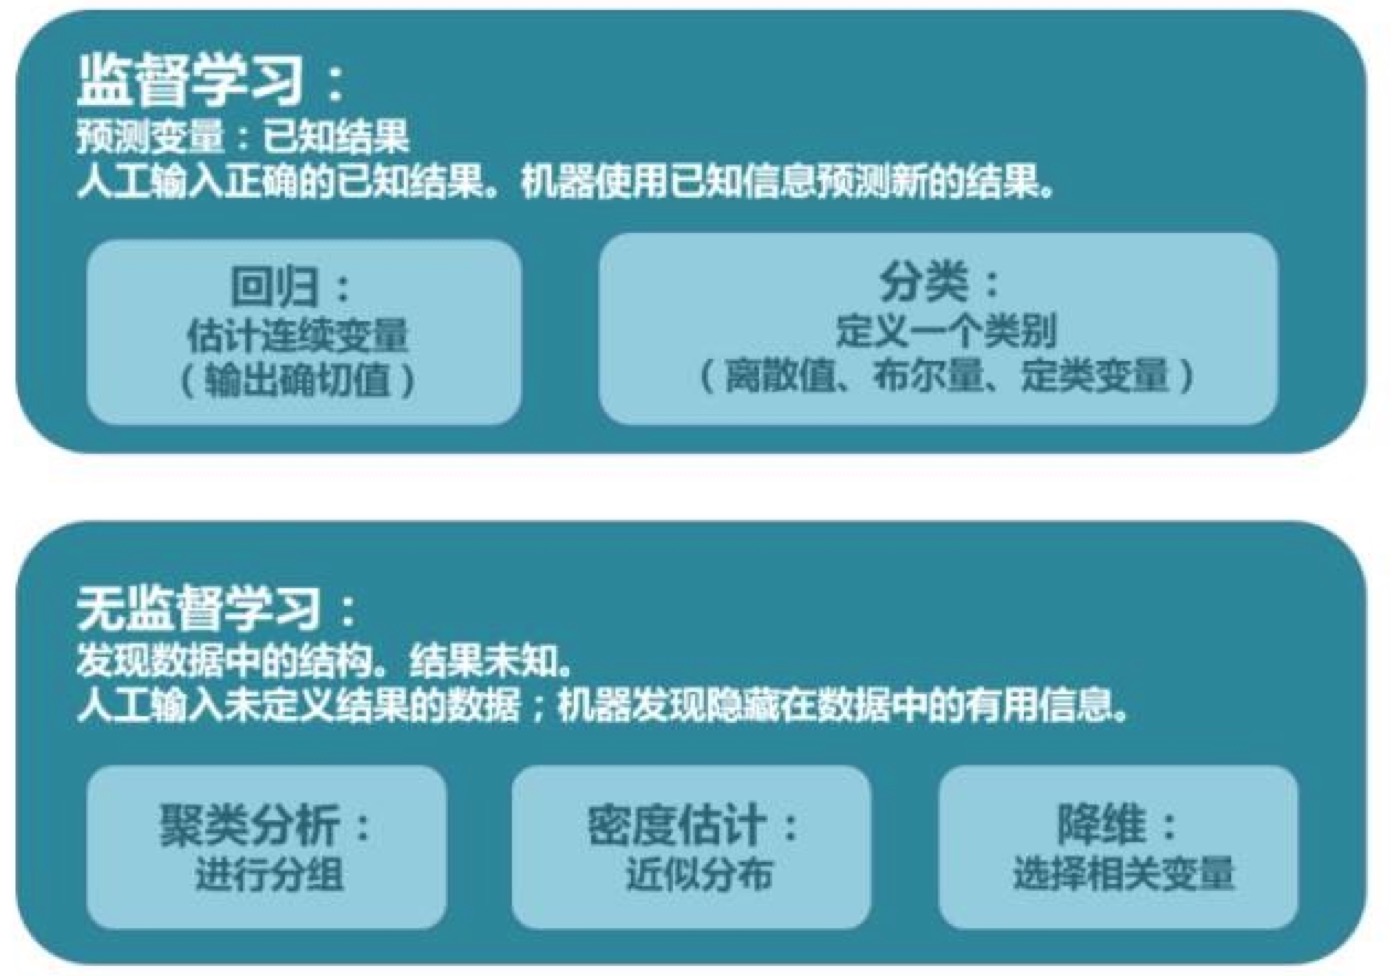 监督学习：
预测变量：已知结果
人工输入正确的已知结果。机器使用已知信息预测新的结果。
回归：
估计连续变量
（输出确切值）
分类：
定义一个类别
（离散值、布尔量、定类变量）
无监督学习：
发现数据中的结构。结果未知。
人工输入未定义结果的数据；机器发现隐藏在数据中的有用信息。
聚类分析：
进行分组
密度估计：
近似分布
降维：
选择相关变量